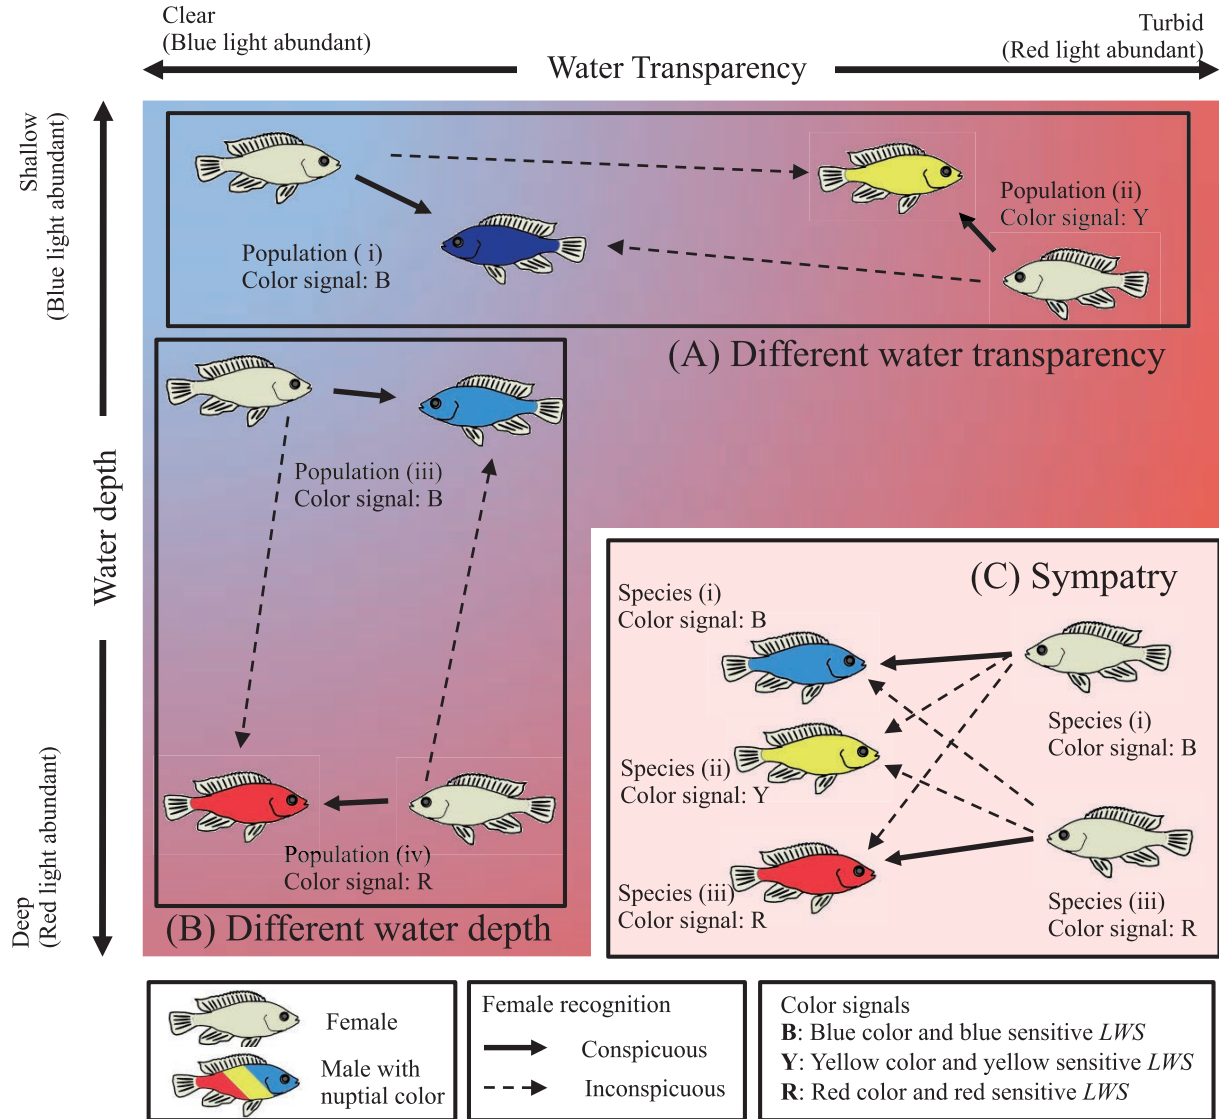 Clear
(Blue light abundant)
Turbid
(Red light abundant)
Water Transparency
Shallow
(Blue light abundant)
Water depth
Deep
(Red light abundant)
Population ( i)
Color signal: B
Population (ii)
Color signal: Y
(A) Different water transparency
Population (iii)
Color signal: B
Population (iv)
Color signal: R
(B) Different water depth
(C) Sympatry
Species (i)
Color signal: B
Species (ii)
Color signal: Y
Species (iii)
Color signal: R
Species (i)
Color signal: B
Species (iii)
Color signal: R
Female
Male with
nuptial color
Female recognition
Conspicuous
Inconspicuous
Color signals
B: Blue color and blue sensitive LWS
Y: Yellow color and yellow sensitive LWS
R: Red color and red sensitive LWS